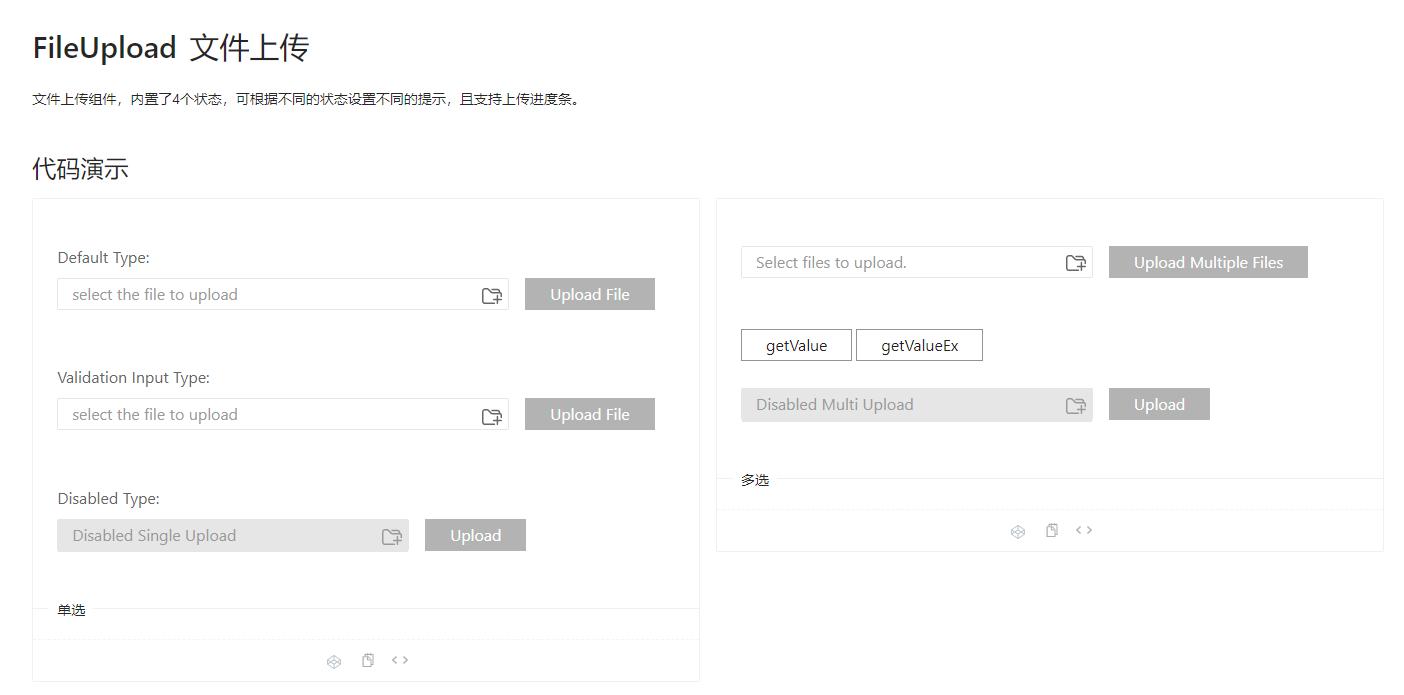 FileUpload 文件上传
文件上传组件，内置了4个状态，可根据不同的状态设置不同的提示，且支持上传进度条。
代码演示
Default Type:
select the file to upload
Upload File
Validation Input Type:
select the file to upload
Upload File
Disabled Type:
Disabled Single Upload
Upload
单选
Select files to upload.
Upload Multiple Files
getValue
getValueEx
Disabled Multi Upload
Upload
多选